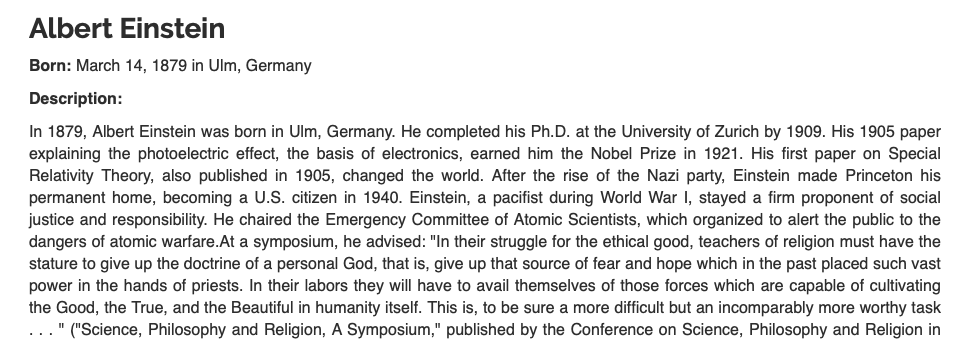 Albert Einstein
Born: March 14, 1879 in Ulm, Germany
Description:
In 1879, Albert Einstein was born in Ulm, Germany. He completed his Ph.D. at the University of Zurich by 1909. His 1905 paper
explaining the photoelectric effect, the basis of electronics, earned him the Nobel Prize in 1921. His first paper on Special
Relativity Theory, also published in 1905, changed the world. After the rise of the Nazi party, Einstein made Princeton his
permanent home, becoming a U.S. citizen in 1940. Einstein, a pacifist during World War I, stayed a firm proponent of social
justice and responsibility. He chaired the Emergency Committee of Atomic Scientists, which organized to alert the public to the
dangers of atomic warfare.At a symposium, he advised: "In their struggle for the ethical good, teachers of religion must have the
stature to give up the doctrine of a personal God, that is, give up that source of fear and hope which in the past placed such vast
power in the hands of priests. In their labors they will have to avail themselves of those forces which are capable of cultivating
the Good, the True, and the Beautiful in humanity itself. This is, to be sure a more difficult but an incomparably more worthy task
. . . " ("Science, Philosophy and Religion, A Symposium," published by the Conference on Science, Philosophy and Religion in